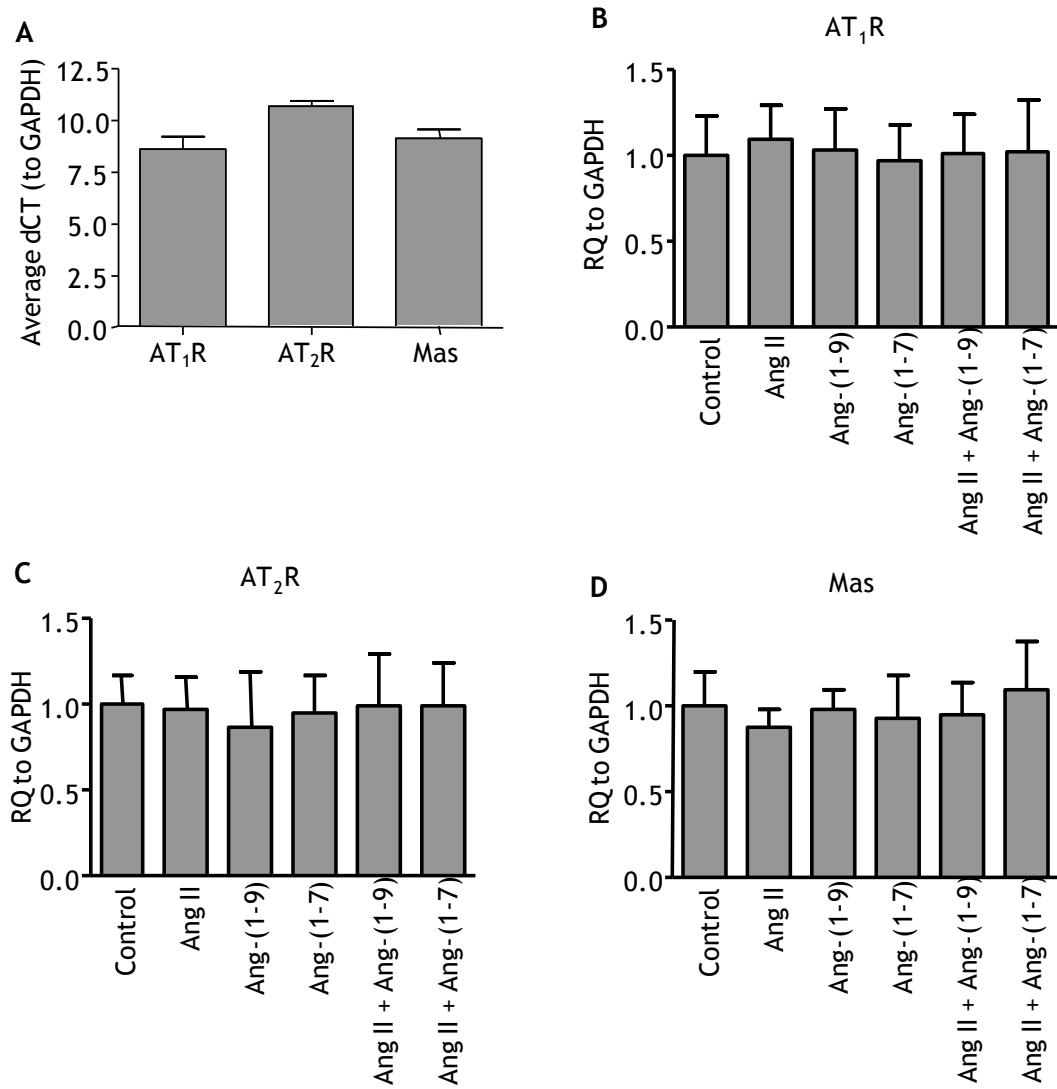 A
Average dCT (to GAPDH)
12.5
10.0
7.5
5.0
2.5
0.0
AT₁R AT₂R Mas
B
AT₁R
RQ to GAPDH
1.5
1.0
0.5
0.0
Control
Ang II
Ang-(1-9)
Ang-(1-7)
Ang II + Ang-(1-9)
Ang II + Ang-(1-7)
C
AT₂R
RQ to GAPDH
1.5
1.0
0.5
0.0
Control
Ang II
Ang-(1-9)
Ang-(1-7)
Ang II + Ang-(1-9)
Ang II + Ang-(1-7)
D
Mas
RQ to GAPDH
1.5
1.0
0.5
0.0
Control
Ang II
Ang-(1-9)
Ang-(1-7)
Ang II + Ang-(1-9)
Ang II + Ang-(1-7)